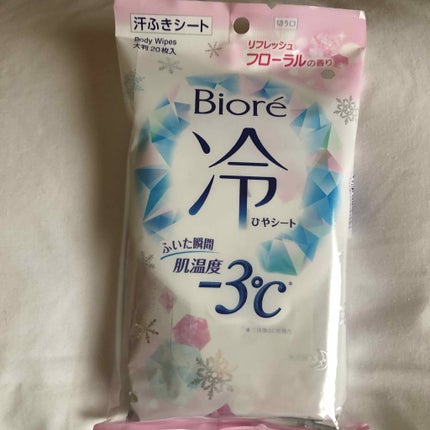 汗ふきシート
切り口
Body Wipes
大判20枚入
リフレッシュ
フローラルの香り
Bioré
冷
ひやシート
ふいた瞬間
肌温度
-3℃*